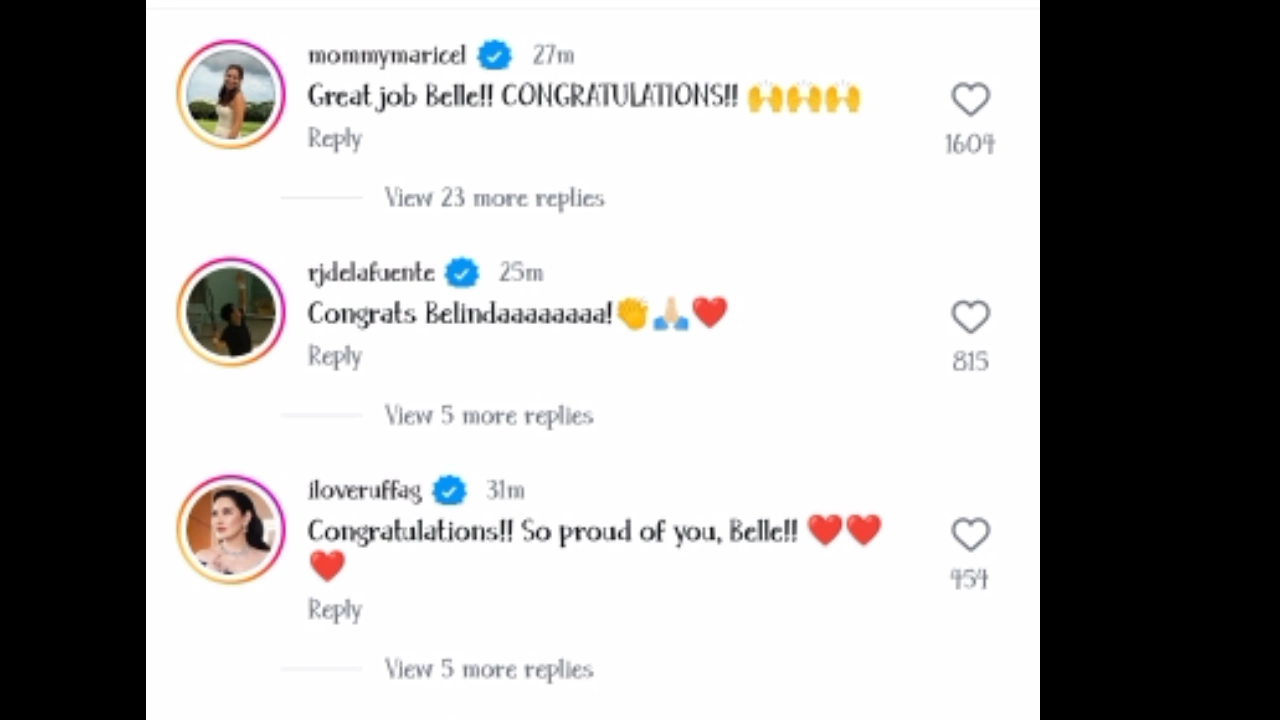 mommymaricel 27m
Great job Belle!! CONGRATULATIONS!! 🙌🙌🙌
1604
Reply
View 23 more replies
rjdelafuente 25m
Congrats Belindaaaaaaaa!👏🙏🏻❤️
815
Reply
View 5 more replies
iloveruffag 31m
Congratulations!! So proud of you, Belle!! ❤️❤️
❤️
454
Reply
View 5 more replies